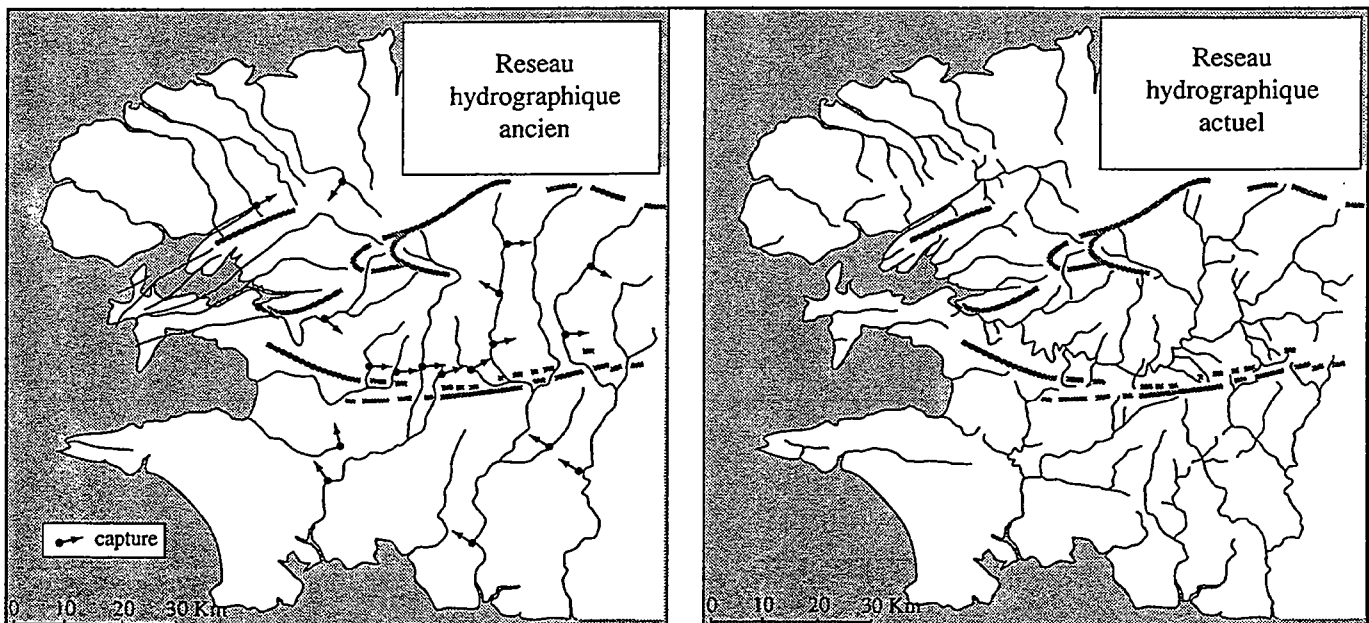 Reseau
hydrographique
ancien
capture
0 10 20 30 Km
Reseau
hydrographique
actuel
0 10 20 30 Km